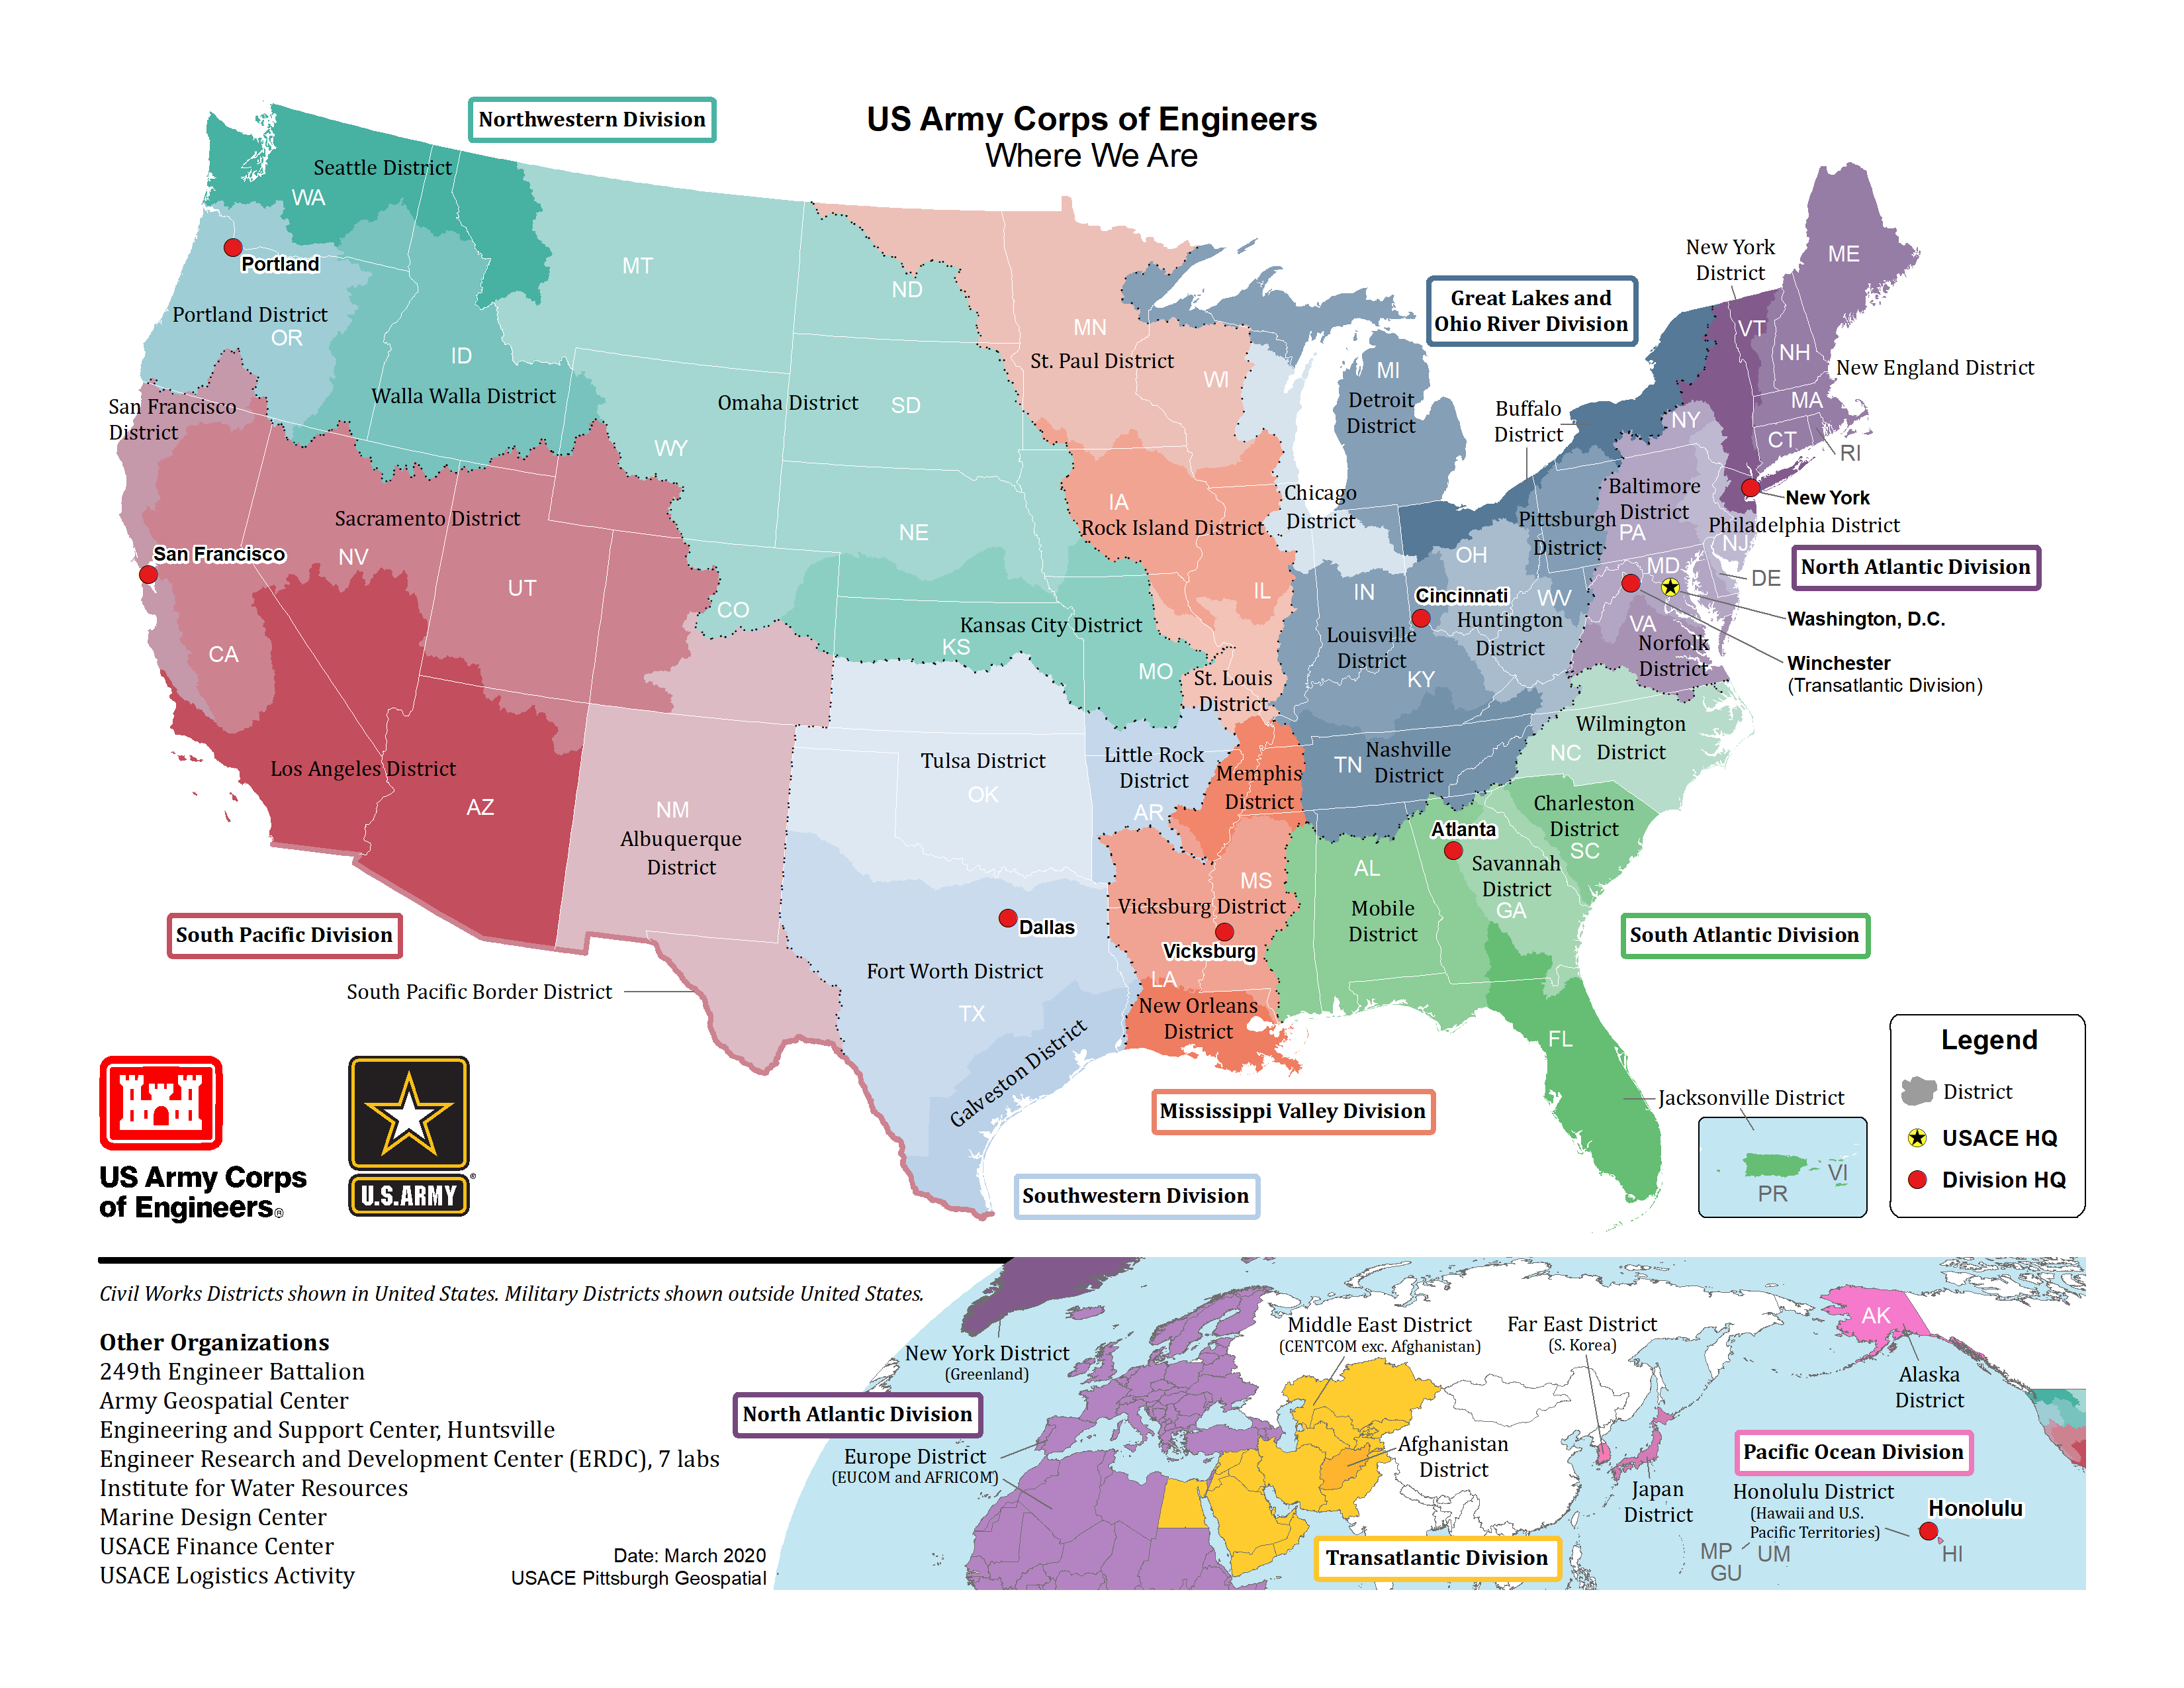 US Army Corps of Engineers
Where We Are
Northwestern Division
Seattle District
WA
Portland
Portland District
OR
ID
Walla Walla District
MT
ND
Omaha District
SD
WY
NE
CO
Kansas City District
KS
MO
San Francisco
District
Sacramento District
San Francisco
NV
UT
CA
Los Angeles District
AZ
NM
Albuquerque
District
South Pacific Division
South Pacific Border District
MN
St. Paul District
WI
IA
Rock Island District
IL
St. Louis
District
Memphis
District
MS
Vicksburg District
Vicksburg
LA
New Orleans
District
Mississippi Valley Division
Tulsa District
OK
Little Rock
District
AR
Dallas
Fort Worth District
TX
Galveston District
Southwestern Division
Great Lakes and
Ohio River Division
MI
Detroit
District
Buffalo
District
Chicago
District
Pittsburgh
District
OH
IN
Cincinnati
WV
Huntington
District
Louisville
District
KY
TN
Nashville
District
New York
District
ME
VT
NH
New England District
MA
NY
CT
RI
Baltimore
District
PA
New York
Philadelphia District
NJ
North Atlantic Division
MD
DE
Washington, D.C.
VA
Norfolk
District
Winchester
(Transatlantic Division)
Wilmington
District
NC
Charleston
District
SC
Atlanta
Savannah
District
GA
AL
Mobile
District
South Atlantic Division
FL
Jacksonville District
PR
VI
Legend
District
USACE HQ
Division HQ
US Army Corps
of Engineers®
U.S.ARMY®
Civil Works Districts shown in United States. Military Districts shown outside United States.
Other Organizations
249th Engineer Battalion
Army Geospatial Center
Engineering and Support Center, Huntsville
Engineer Research and Development Center (ERDC), 7 labs
Institute for Water Resources
Marine Design Center
USACE Finance Center
USACE Logistics Activity
Date: March 2020
USACE Pittsburgh Geospatial
New York District
(Greenland)
North Atlantic Division
Europe District
(EUCOM and AFRICOM)
Middle East District
(CENTCOM exc. Afghanistan)
Afghanistan
District
Transatlantic Division
Far East District
(S. Korea)
Japan
District
AK
Alaska
District
Pacific Ocean Division
Honolulu District
(Hawaii and U.S.
Pacific Territories)
Honolulu
HI
MP
GU
UM